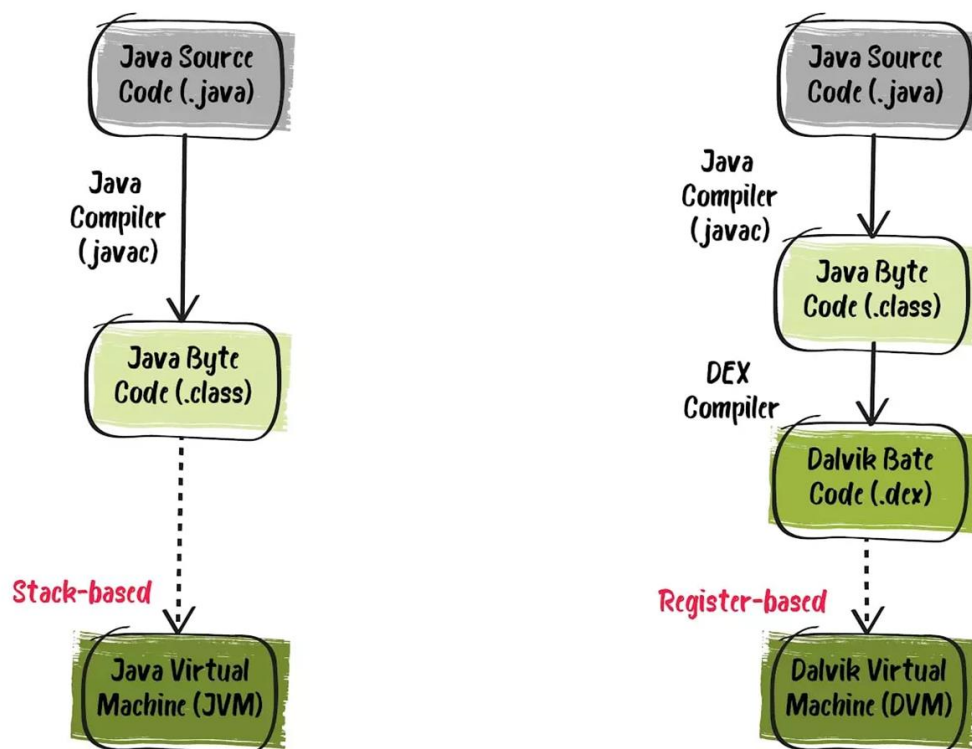 Java Source
Code (.java)
Java
Compiler
(javac)
Java Byte
Code (.class)
Stack-based
Java Virtual
Machine (JVM)
Java Source
Code (.java)
Java
Compiler
(javac)
Java Byte
Code (.class)
DEX
Compiler
Dalvik Bate
Code (.dex)
Register-based
Dalvik Virtual
Machine (DVM)